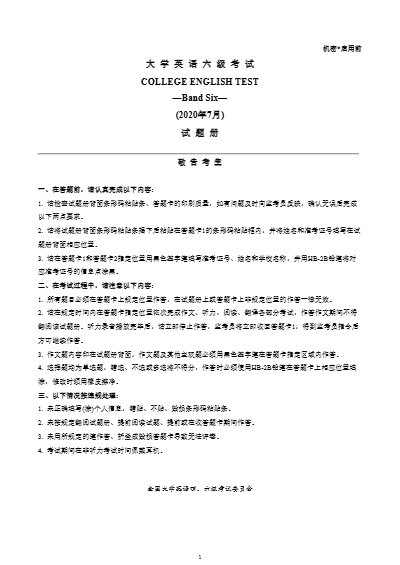 机密*启用前
大 学 英 语 六 级 考 试
COLLEGE ENGLISH TEST
—Band Six—
(2020年7月)
试 题 册
敬 告 考 生
一、在答题前，请认真完成以下内容：
1. 请检查试题册背面条形码粘贴条、答题卡的印刷质量，如有问题及时向监考员反映，确认无误后完成
以下两点要求。
2. 请将试题册背面条形码粘贴条揭下后粘贴在答题卡1的条形码粘贴框内，并将姓名和准考证号填写在试
题册背面相应位置。
3. 请在答题卡1和答题卡2指定位置用黑色签字笔填写准考证号、姓名和学校名称，并用HB-2B铅笔将对
应准考证号的信息点涂黑。
二、在考试过程中，请注意以下内容：
1. 所有题目必须在答题卡上规定位置作答，在试题册上或答题卡上非规定位置的作答一律无效。
2. 请在规定时间内在答题卡指定位置依次完成作文、听力、阅读、翻译各部分考试，作答作文期间不得
翻阅该试题册。听力录音播放完毕后，请立即停止作答，监考员将立即收回答题卡1，得到监考员指令后
方可继续作答。
3. 作文题内容印在试题册背面，作文题及其他主观题必须用黑色签字笔在答题卡指定区域内作答。
4. 选择题均为单选题，错选、不选或多选将不得分，作答时必须使用HB-2B铅笔在答题卡上相应位置填
涂，修改时须用橡皮擦净。
三、以下情况按违规处理：
1. 未正确填写(涂)个人信息，错贴、不贴、毁损条形码粘贴条。
2. 未按规定翻阅试题册、提前阅读试题、提前或在收答题卡期间作答。
3. 未用所规定的笔作答、折叠或毁损答题卡导致无法评卷。
4. 考试期间在非听力考试时间佩戴耳机。
全国大学英语四、六级考试委员会
1